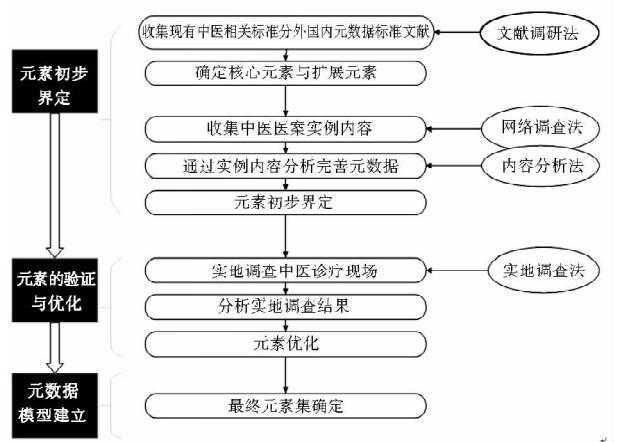 收集现有中医相关标准分外国内元数据标准文献
文献调研法
元素初步
界定
确定核心元素与扩展元素
收集中医医案实例内容
网络调查法
通过实例内容分析完善元数据
内容分析法
元素初步界定
元素的验证
与优化
实地调查中医诊疗现场
实地调查法
分析实地调查结果
元素优化
元数据
模型建立
最终元素集确定